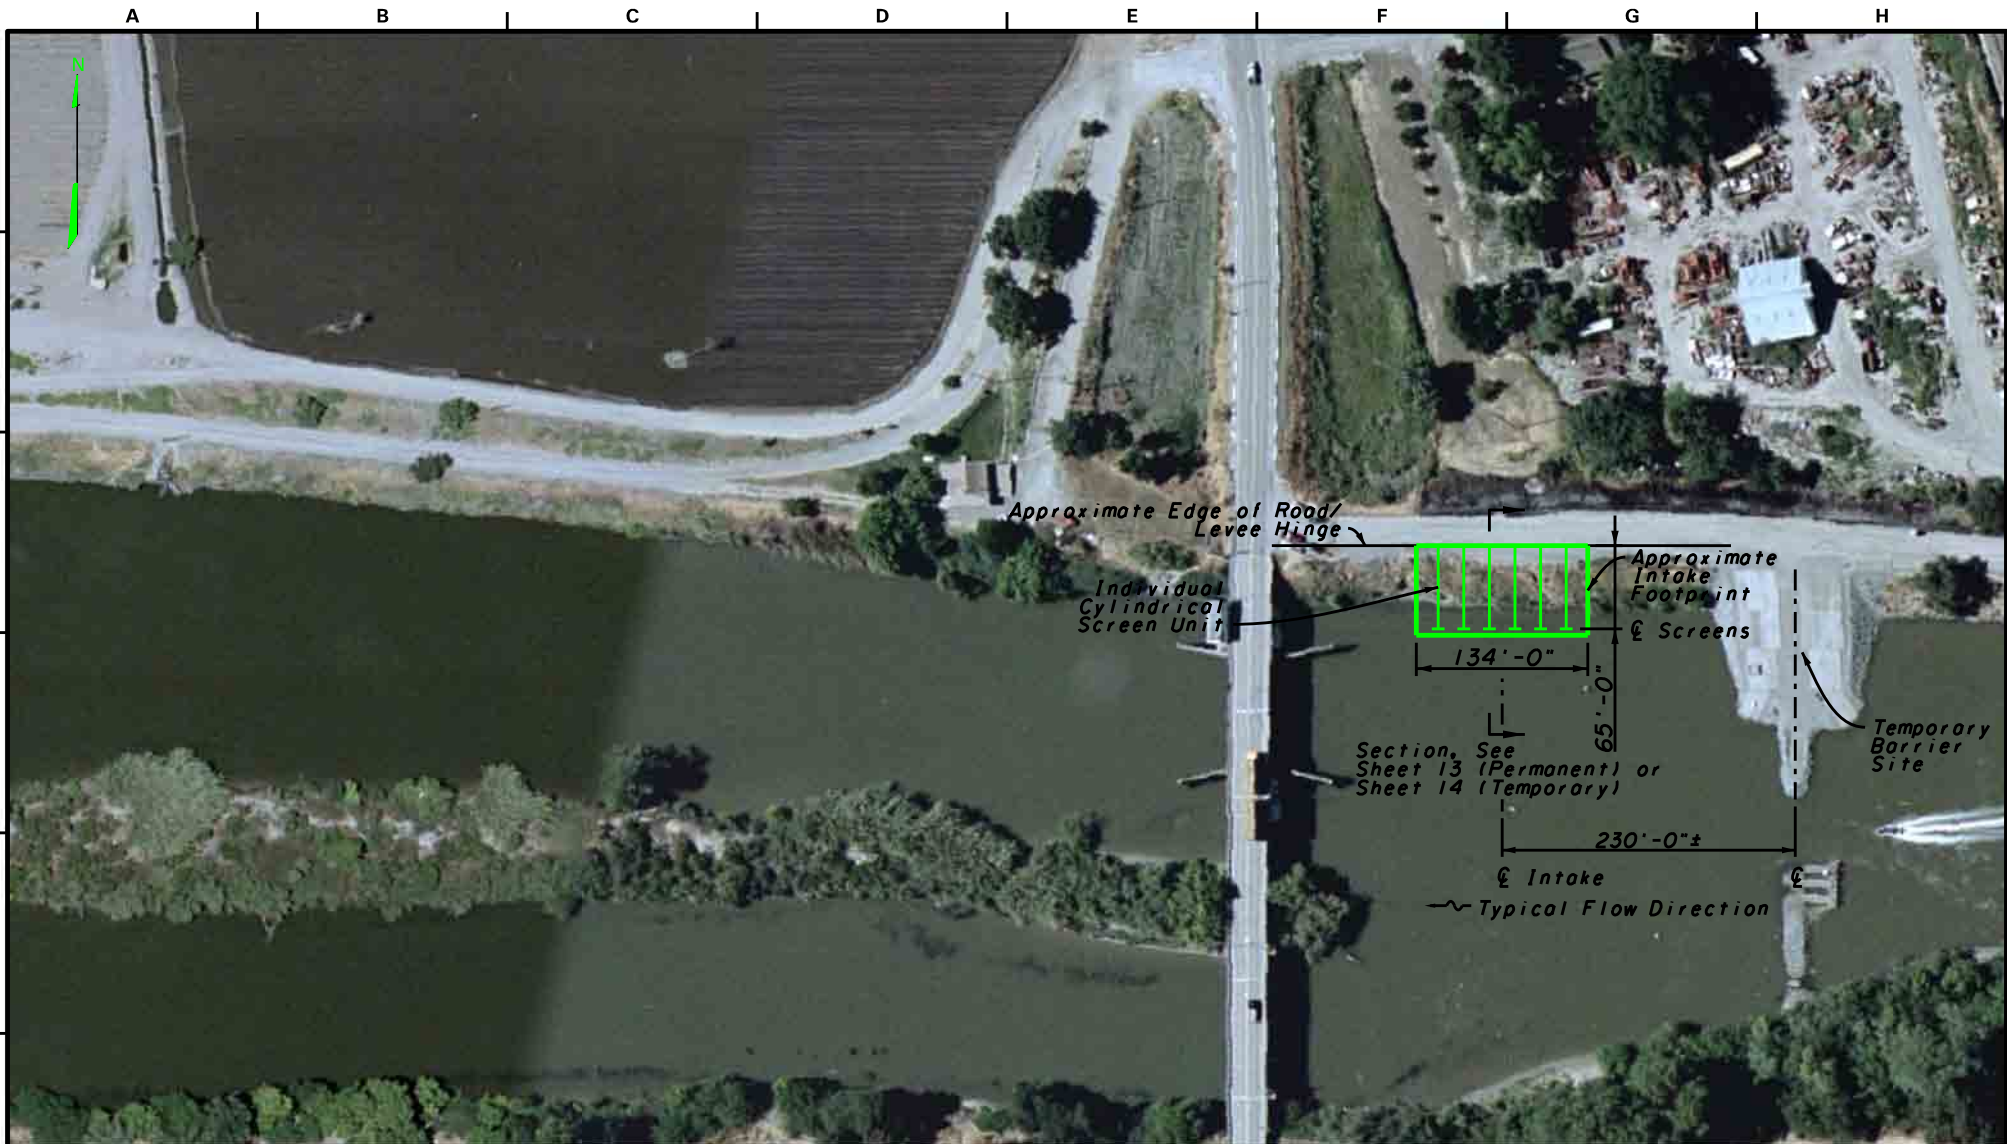 A B C D E F G H
N
Approximate Edge of Road/
Levee Hinge
Individual
Cylindrical
Screen Unit
Approximate
Intake
Footprint
℄ Screens
134'-0"
65'-0"
Section, See
Sheet 13 (Permanent) or
Sheet 14 (Temporary)
Temporary
Barrier
Site
230'-0"±
℄ Intake
℄
Typical Flow Direction